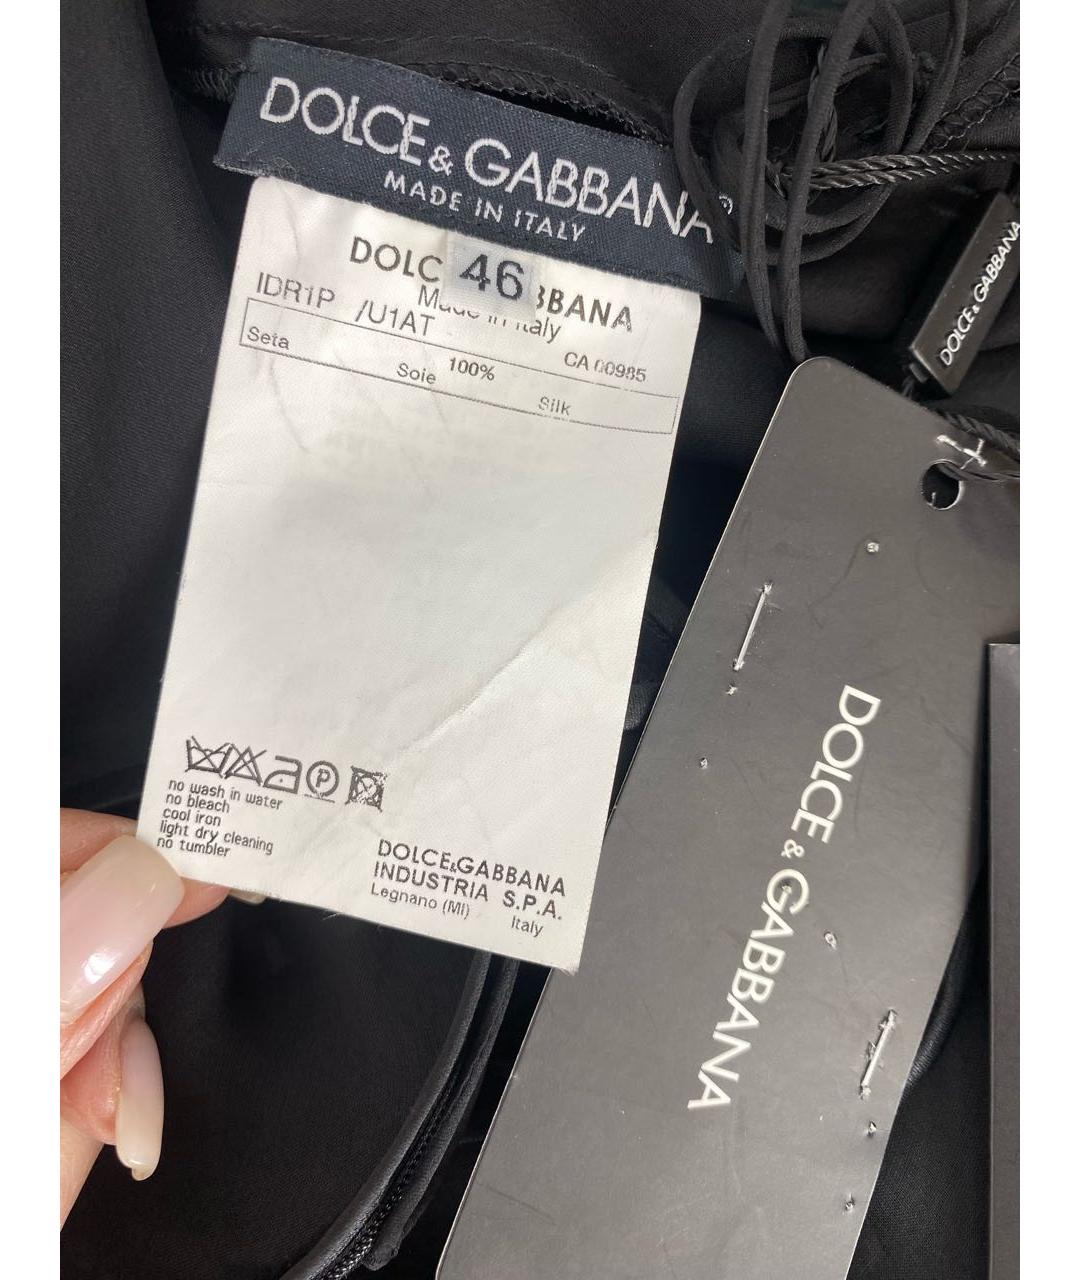 DOLCE & GABBANA
MADE IN ITALY
46
DOLC BBANA
Made in Italy
IDR1P /U1AT
CA 00985
Seta Soie 100% Silk
P
no wash in water
no bleach
cool iron
light dry cleaning
no tumbler
DOLCE&GABBANA
INDUSTRIA S.P.A.
Legnano (MI) Italy
DOLCE & GABBANA
DOLCE & GABBANA